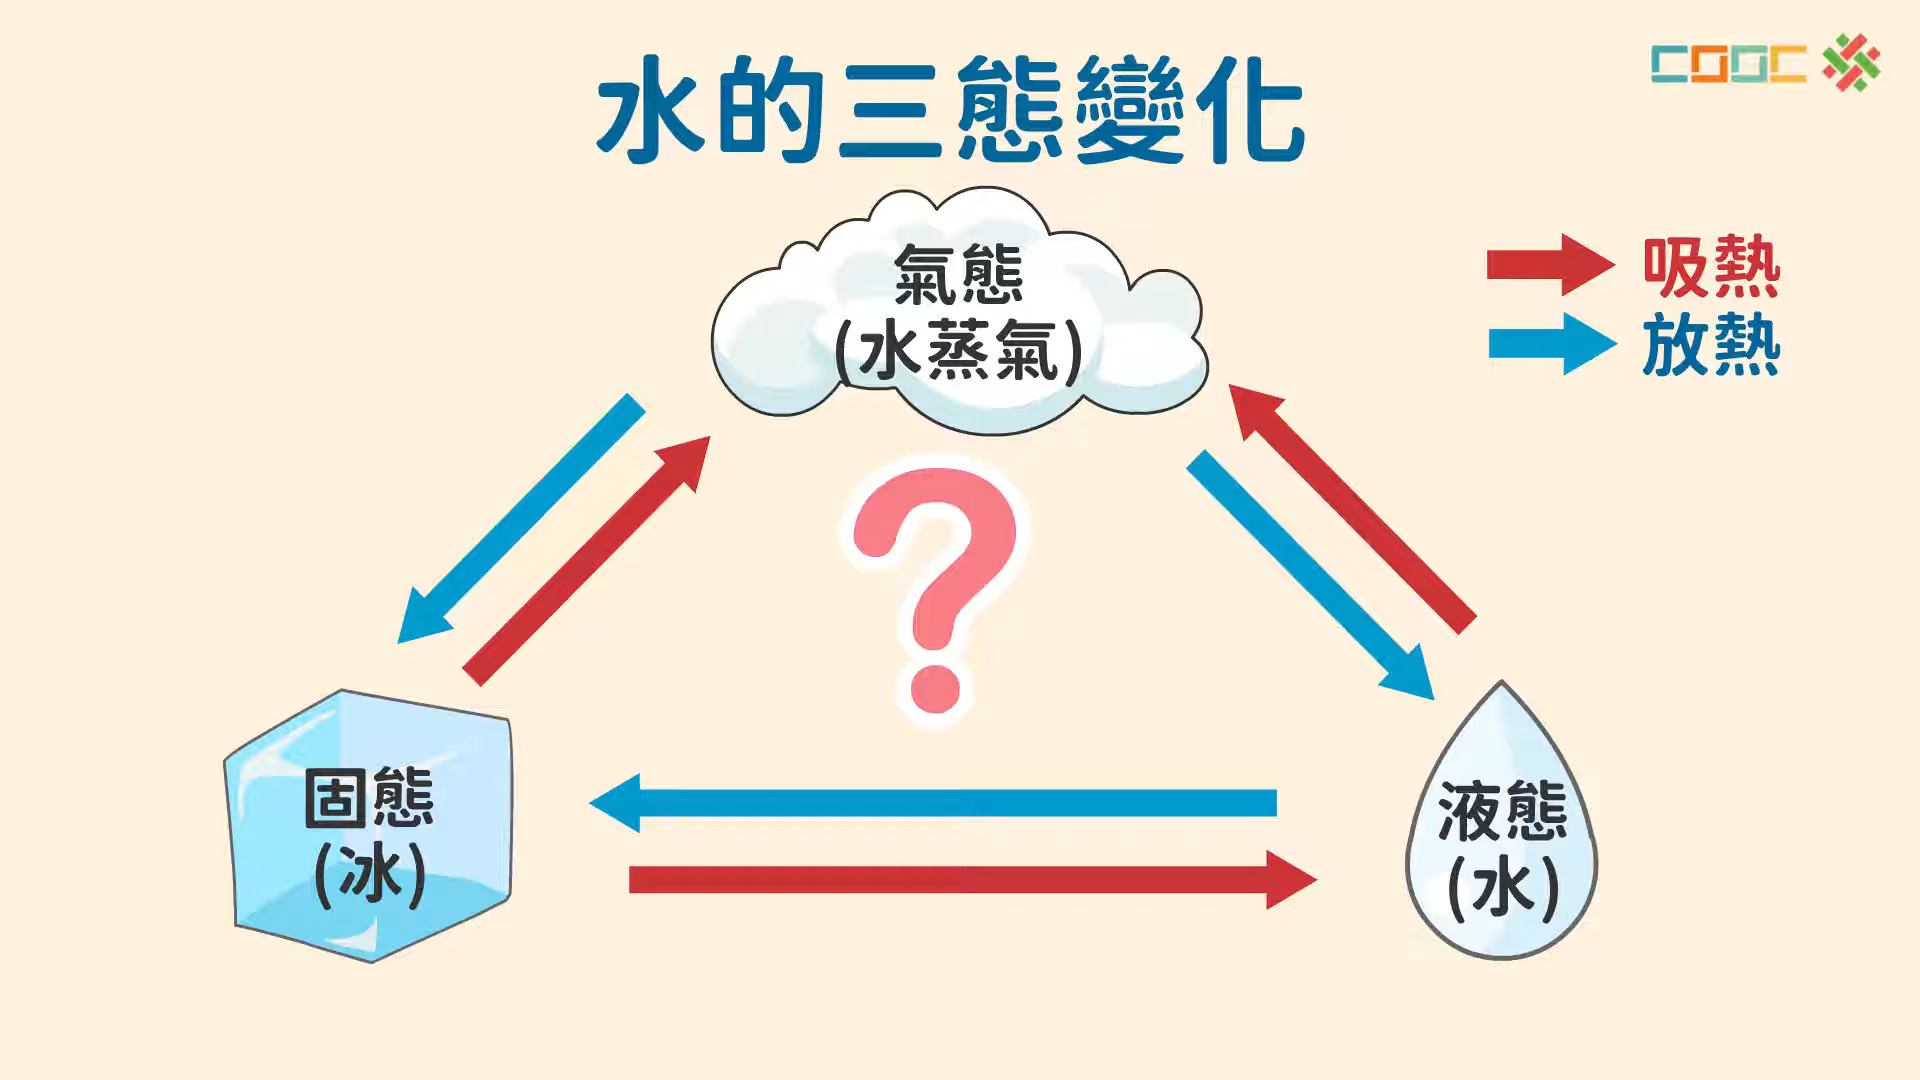 COOC
水的三態變化
氣態
(水蒸氣)
吸熱
放熱
固態
(冰)
液態
(水)